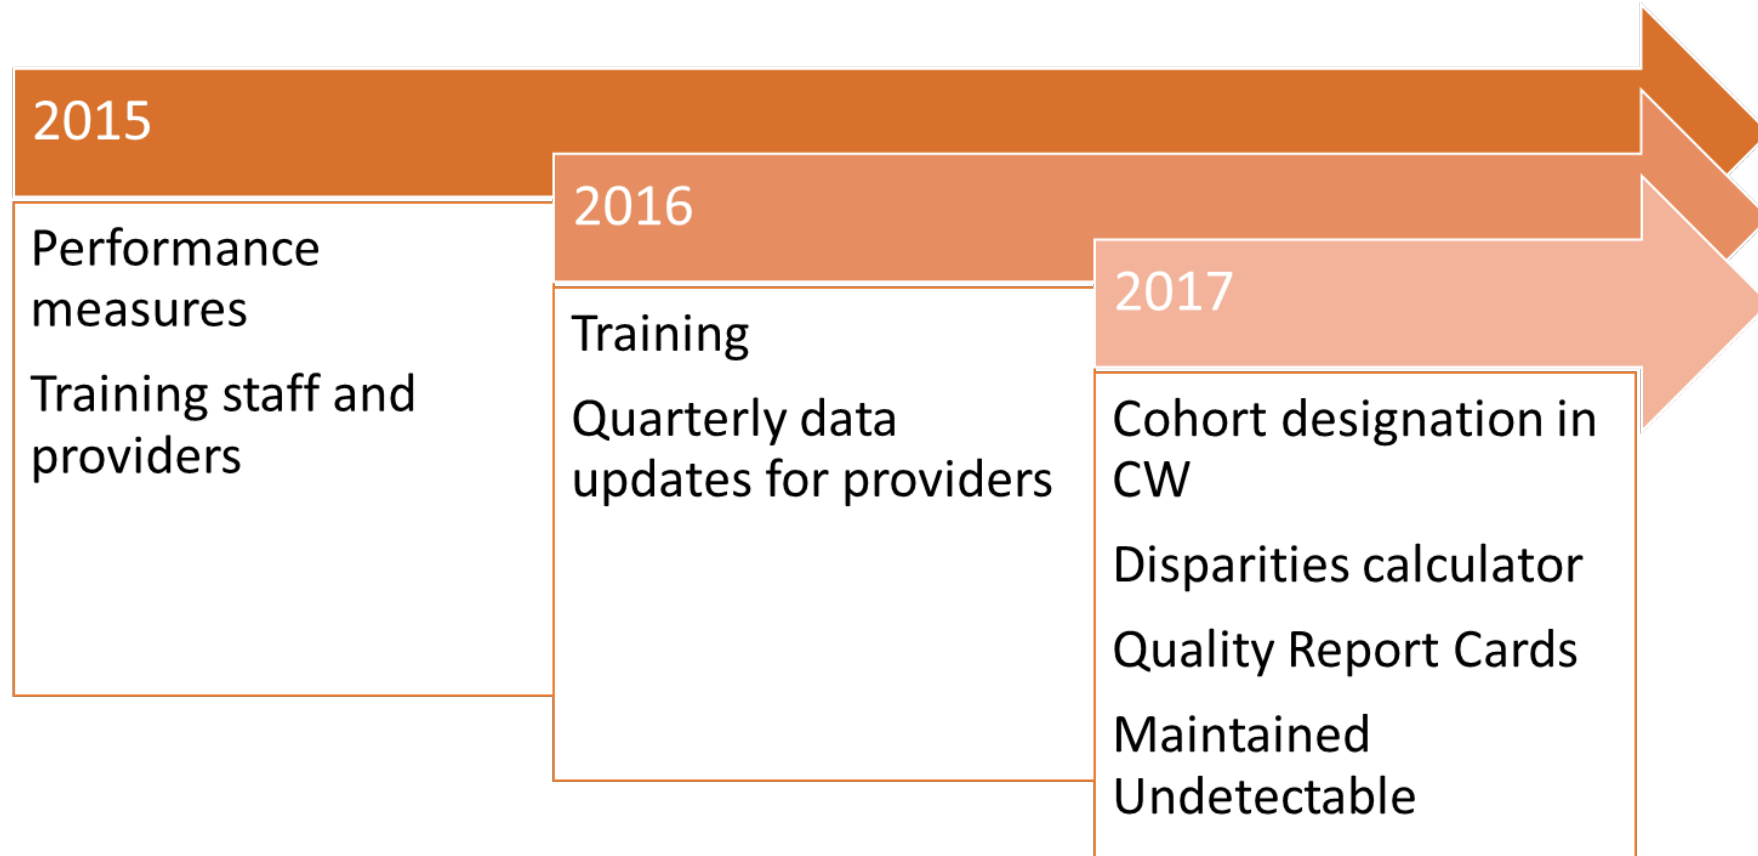 2015
Performance
measures
Training staff and
providers
2016
Training
Quarterly data
updates for providers
2017
Cohort designation in
CW
Disparities calculator
Quality Report Cards
Maintained
Undetectable